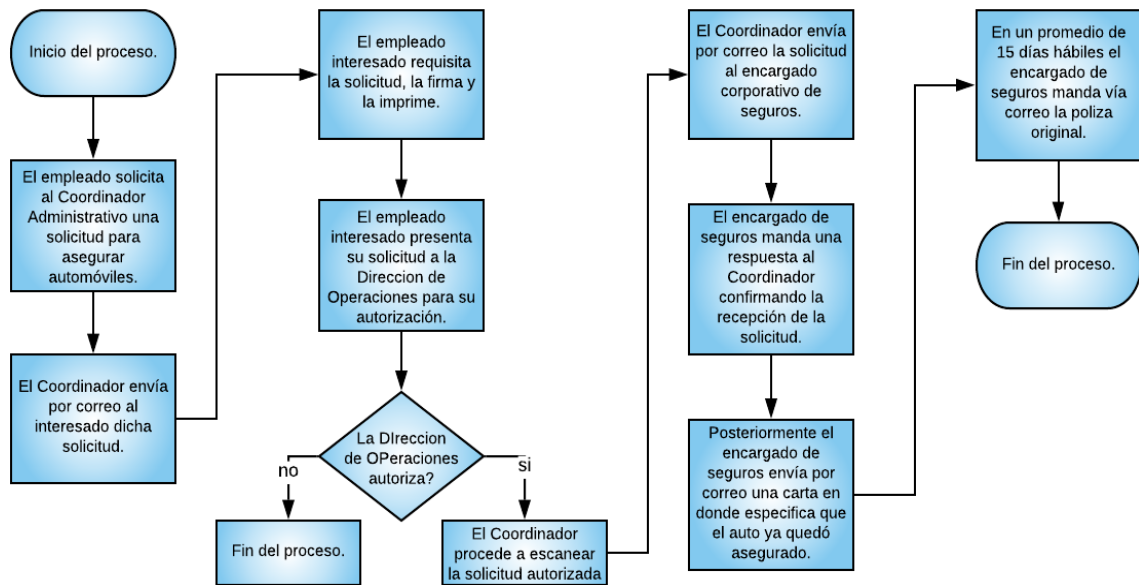 Inicio del proceso.
El empleado solicita
al Coordinador
Administrativo una
solicitud para
asegurar
automóviles.
El Coordinador envía
por correo al
interesado dicha
solicitud.
El empleado
interesado requisita
la solicitud, la firma y
la imprime.
El empleado
interesado presenta
su solicitud a la
Direccion de
Operaciones para su
autorización.
La DIreccion
de OPeraciones
autoriza?
no
si
Fin del proceso.
El Coordinador
procede a escanear
la solicitud autorizada
El Coordinador envía
por correo la solicitud
al encargado
corporativo de
seguros.
El encargado de
seguros manda una
respuesta al
Coordinador
confirmando la
recepción de la
solicitud.
Posteriormente el
encargado de
seguros envía por
correo una carta en
donde especifica que
el auto ya quedó
asegurado.
En un promedio de
15 días hábiles el
encargado de
seguros manda vía
correo la poliza
original.
Fin del proceso.